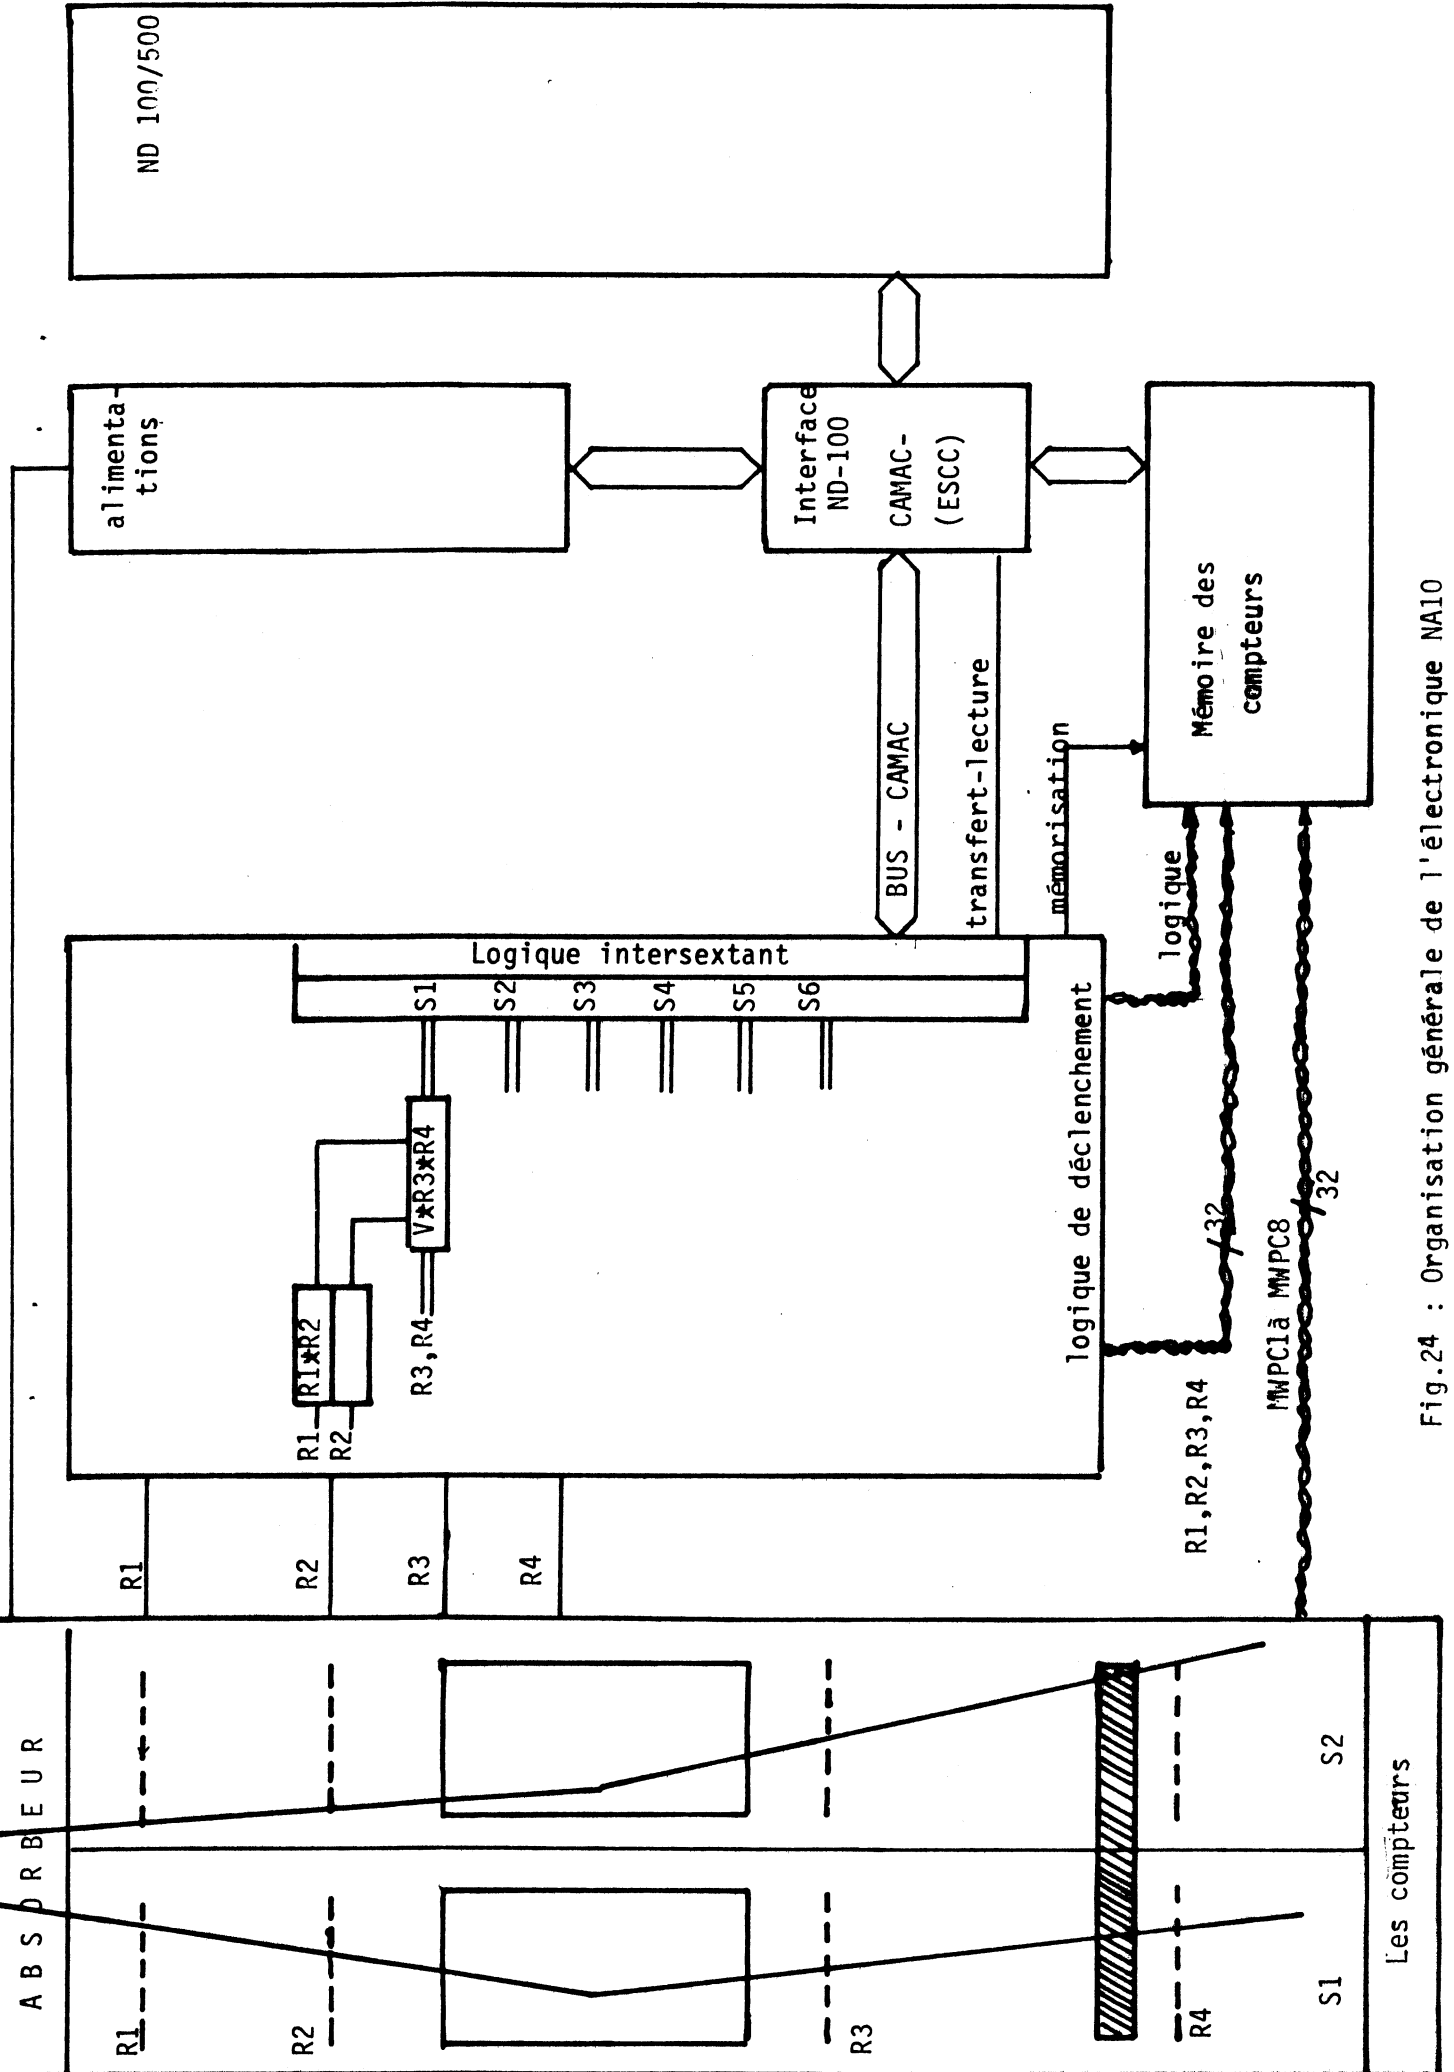 A B S O R B E U R
R1
R2
R3
R4
S1
S2
Les compteurs
R1
R2
R3
R4
R1
R2
R1*R2
R3,R4
V*R3*R4
S1
S2
S3
S4
S5
S6
Logique intersextant
logique de déclenchement
R1,R2,R3,R4
32
MWPC1à MWPC8
32
logique
mémorisation
transfert-lecture
BUS - CAMAC
alimenta-
tions
Interface
ND-100
CAMAC-
(ESCC)
Mémoire des
compteurs
ND 100/500
Fig.24 : Organisation générale de l'électronique NA10